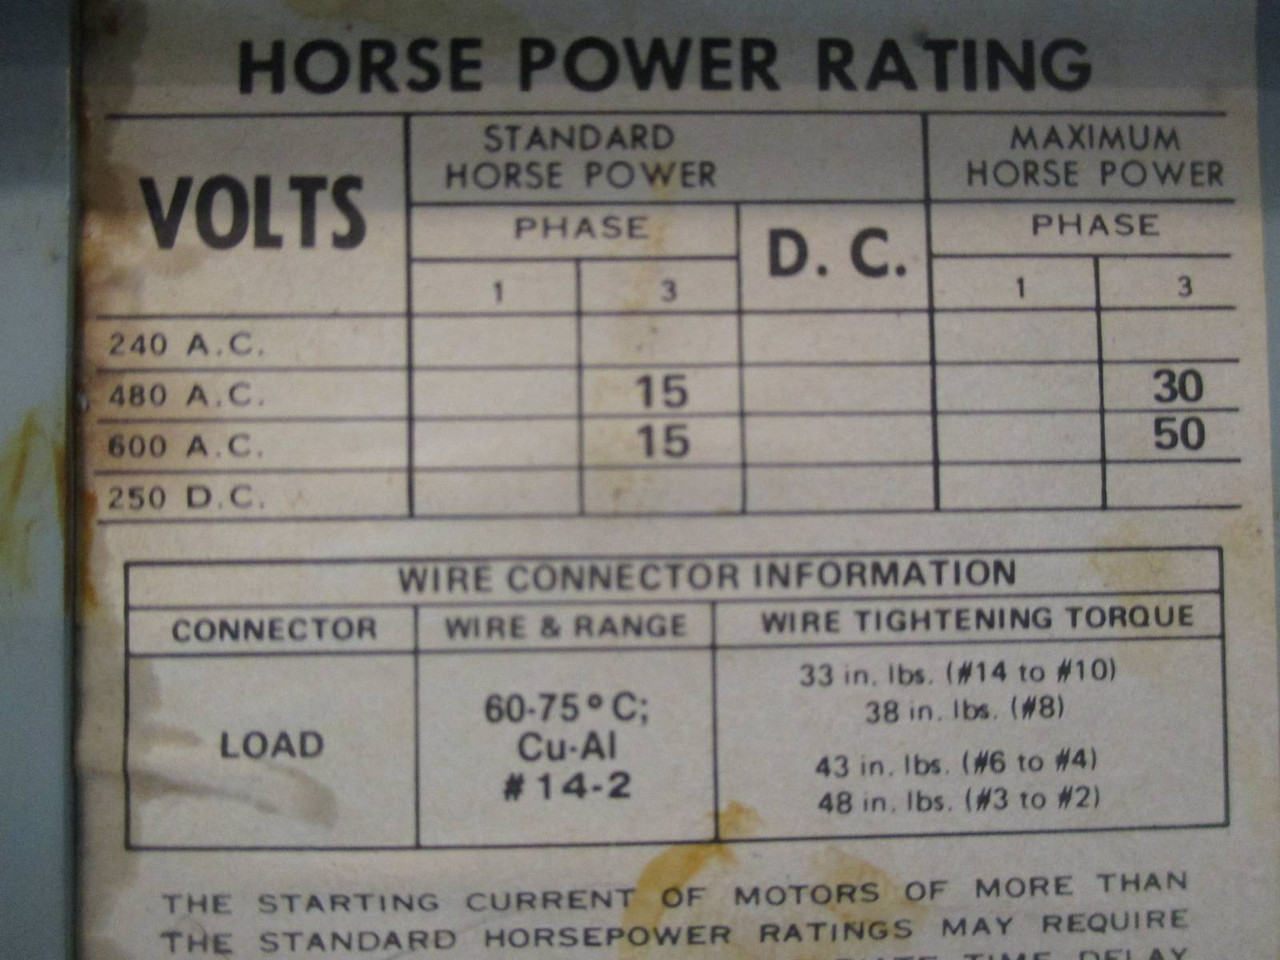 HORSE POWER RATING
VOLTS
STANDARD
HORSE POWER
MAXIMUM
HORSE POWER
PHASE
D. C.
PHASE
1 3 1 3
240 A.C.
480 A.C. 15 30
600 A.C. 15 50
250 D.C.
WIRE CONNECTOR INFORMATION
CONNECTOR WIRE & RANGE WIRE TIGHTENING TORQUE
LOAD
60-75°C;
Cu-Al
#14-2
33 in. lbs. (#14 to #10)
38 in. lbs. (#8)
43 in. lbs. (#6 to #4)
48 in. lbs. (#3 to #2)
THE STARTING CURRENT OF MOTORS OF MORE THAN
THE STANDARD HORSEPOWER RATINGS MAY REQUIRE
TIME DELAY